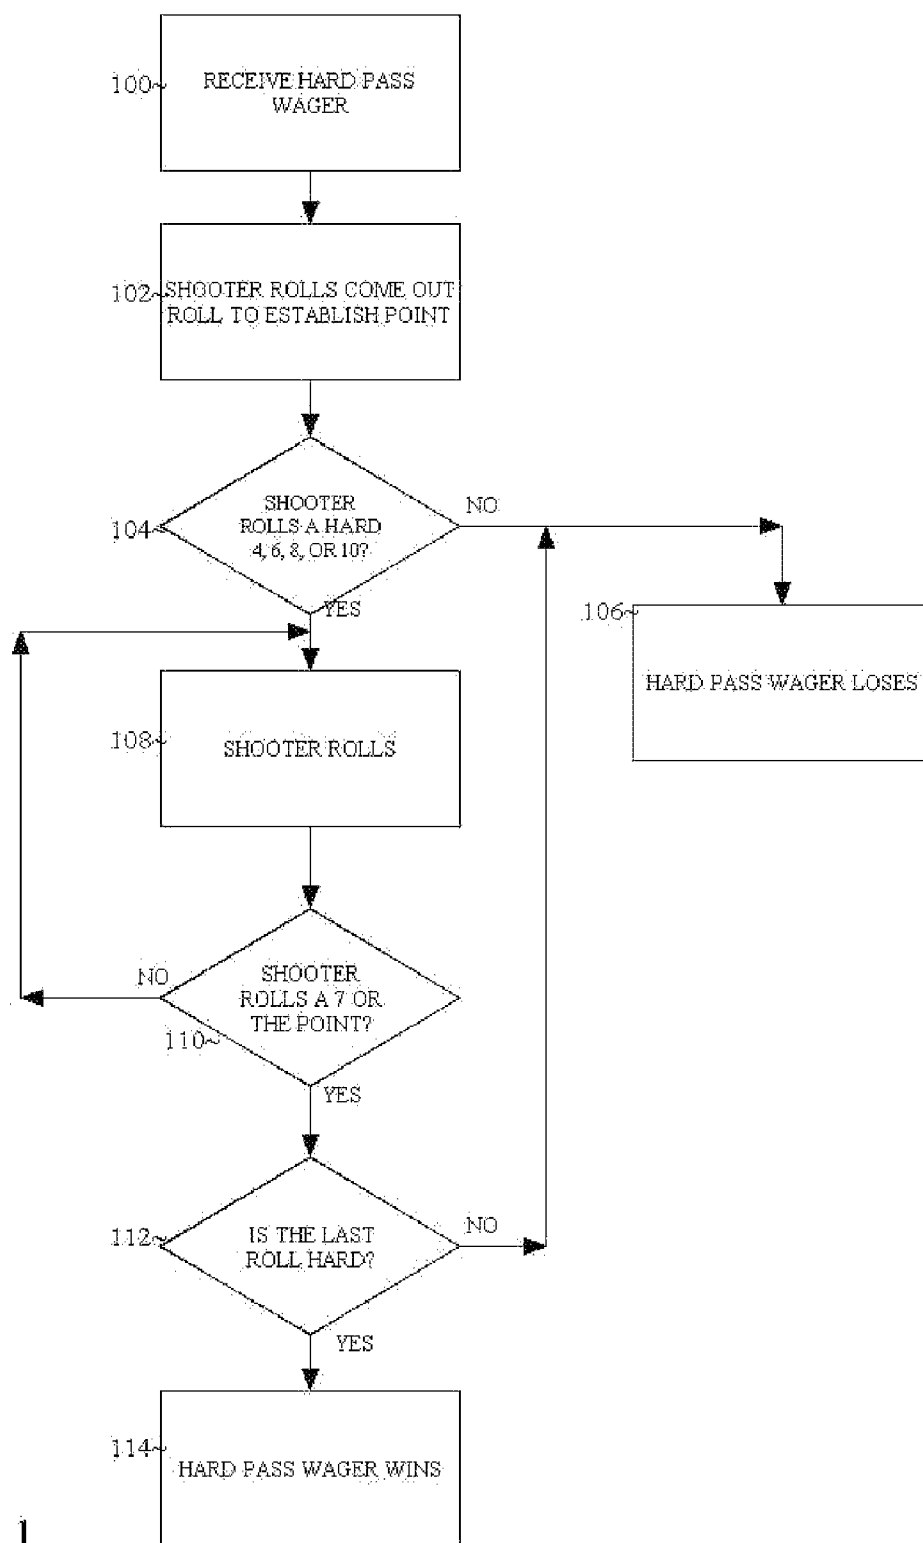 100~
RECEIVE HARD PASS
WAGER
102~
SHOOTER ROLLS COME OUT
ROLL TO ESTABLISH POINT
104~
SHOOTER
ROLLS A HARD
4, 6, 8, OR 10?
NO
YES
106~
HARD PASS WAGER LOSES
108~
SHOOTER ROLLS
NO
SHOOTER
ROLLS A 7 OR
THE POINT?
110~
YES
112~
IS THE LAST
ROLL HARD?
NO
YES
114~
HARD PASS WAGER WINS
1